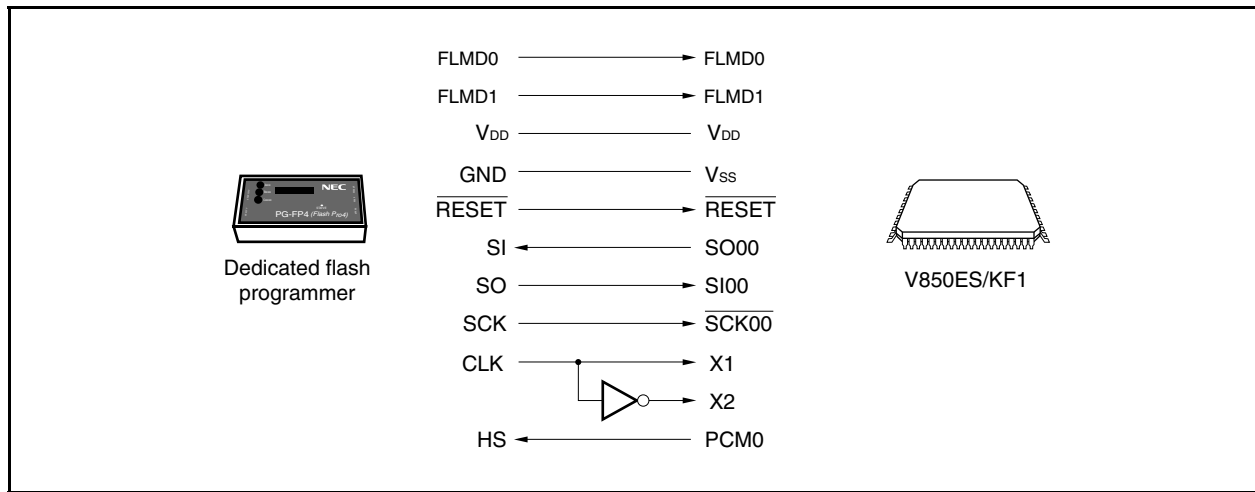 FLMD0 FLMD0
FLMD1 FLMD1
VDD VDD
GND VSS
RESET RESET
SI SO00
SO SI00
SCK SCK00
CLK X1
X2
HS PCM0
NEC
PG-FP4 (Flash Pro4)
Dedicated flash
programmer
V850ES/KF1